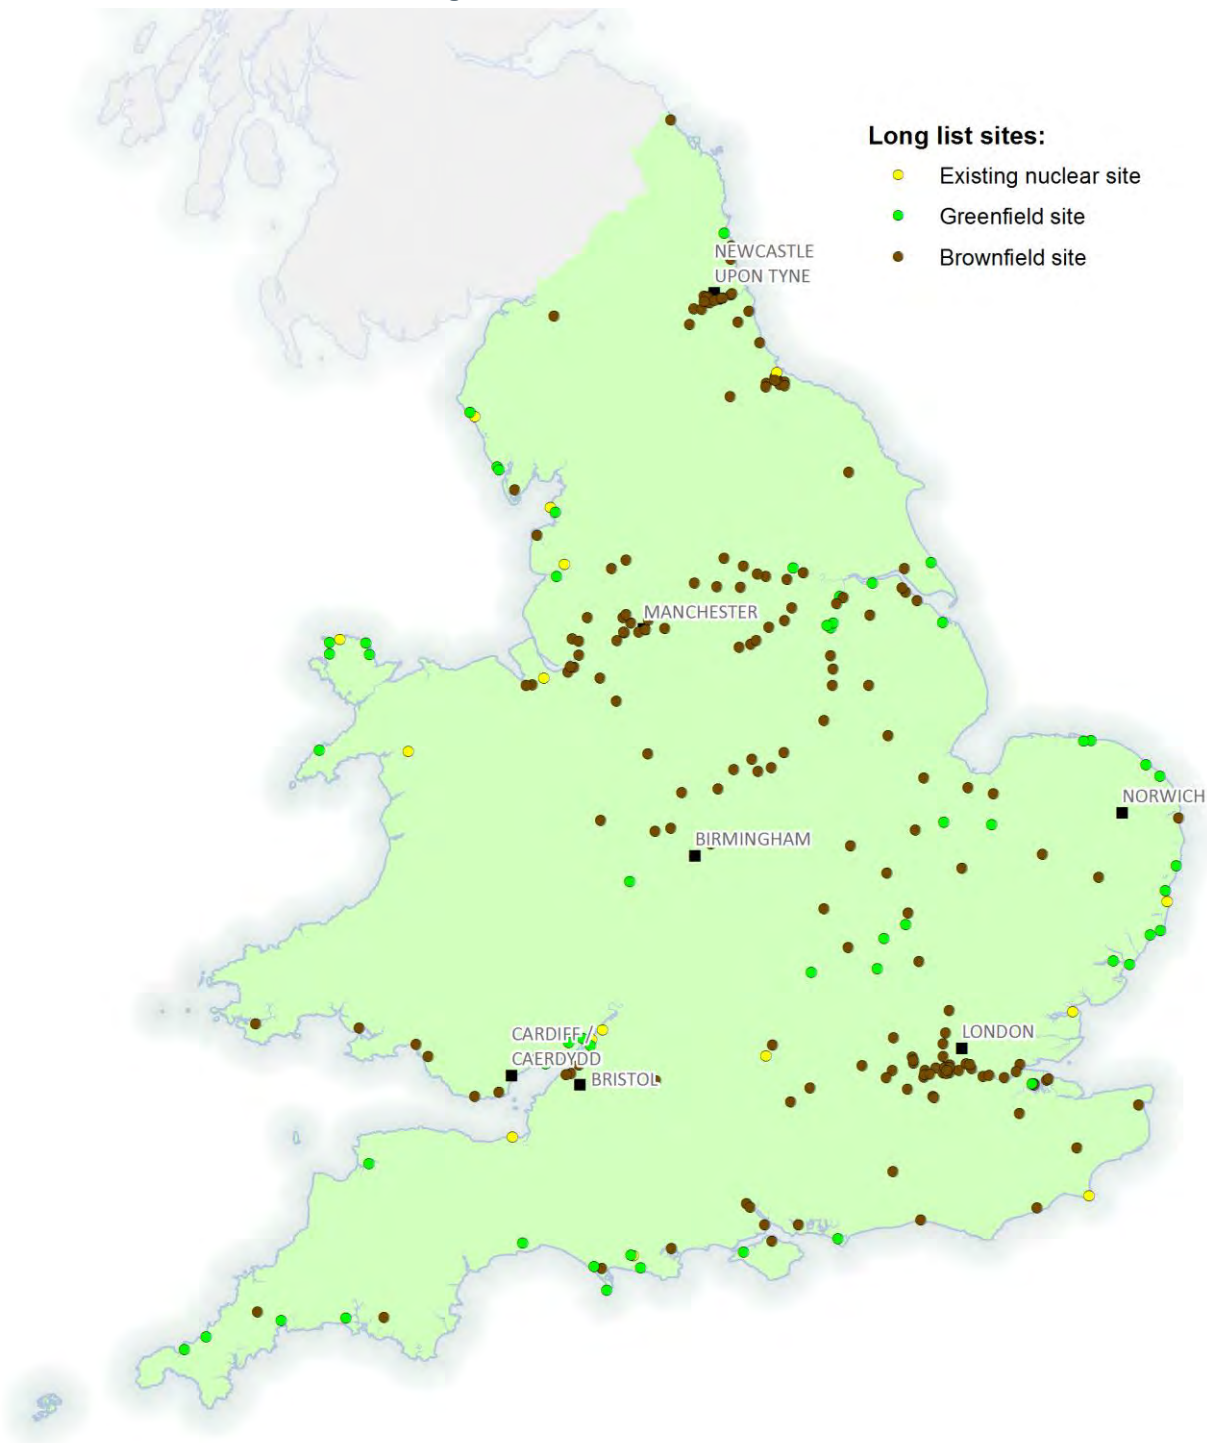 Long list sites:
Existing nuclear site
Greenfield site
Brownfield site
NEWCASTLE
UPON TYNE
MANCHESTER
NORWICH
BIRMINGHAM
CARDIFF /
CAERDYDD
LONDON
BRISTOL